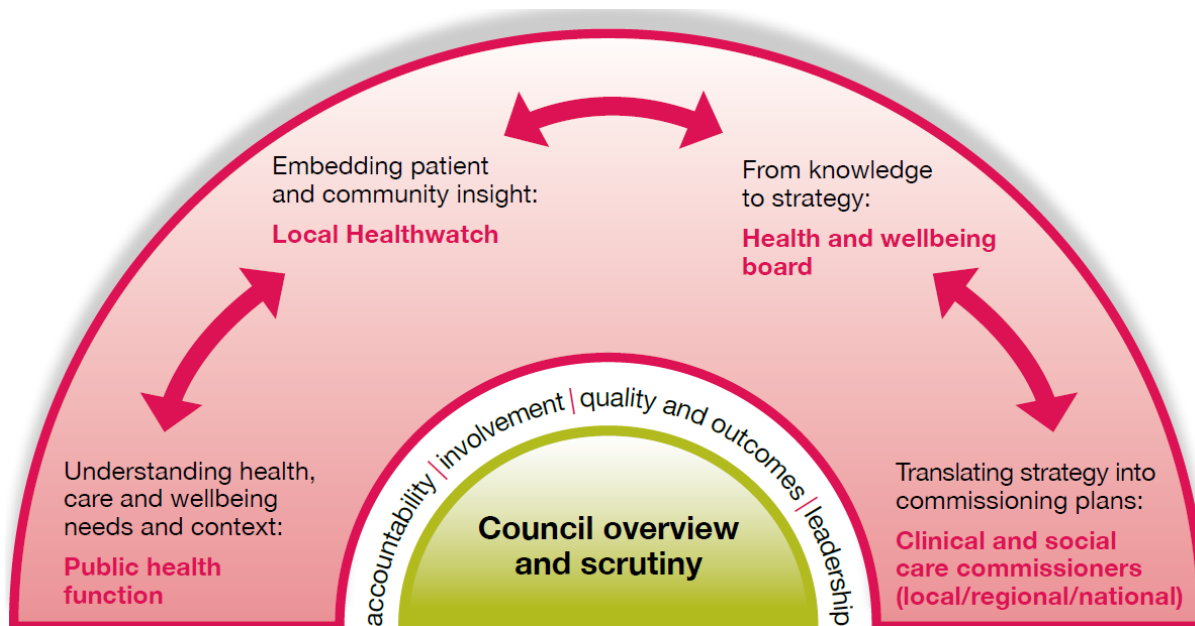 Embedding patient
and community insight:
Local Healthwatch
From knowledge
to strategy:
Health and wellbeing
board
Understanding health,
care and wellbeing
needs and context:
Public health
function
accountability | involvement | quality and outcomes | leadership
Council overview
and scrutiny
Translating strategy into
commissioning plans:
Clinical and social
care commissioners
(local/regional/national)